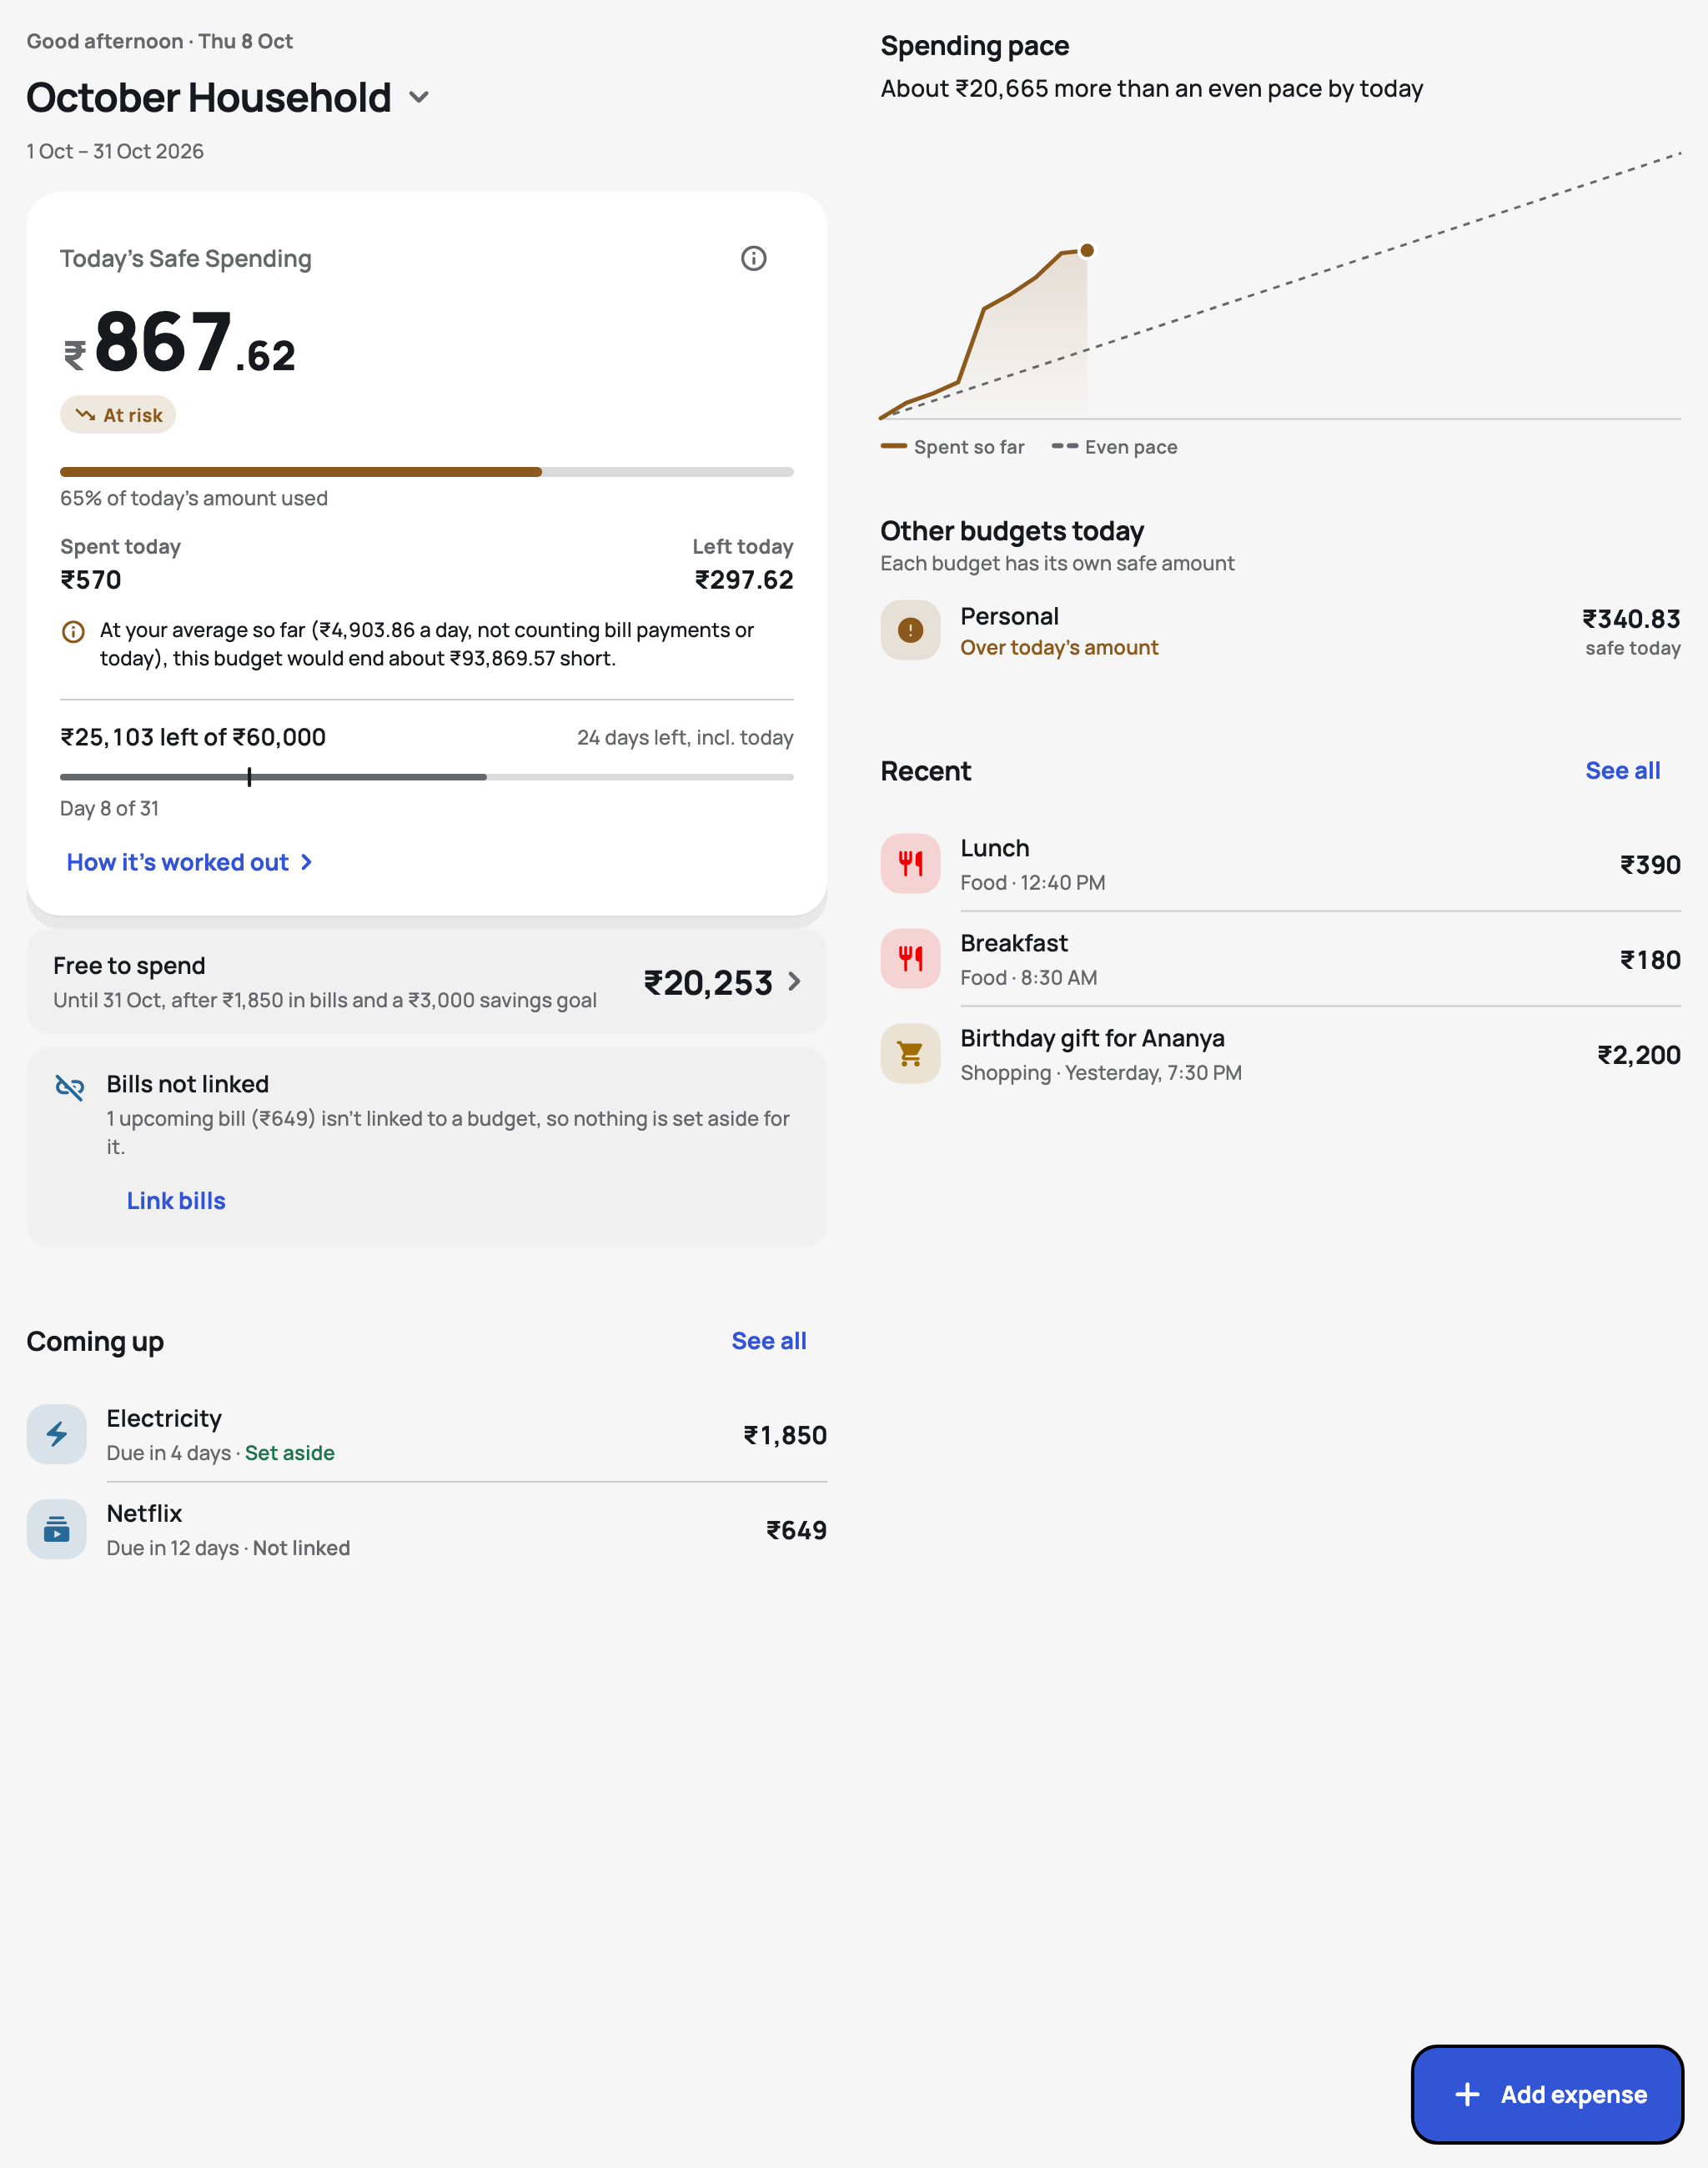 Good afternoon · Thu 8 Oct
October Household
1 Oct – 31 Oct 2026
Today's Safe Spending
₹867.62
At risk
65% of today's amount used
Spent today
Left today
₹570
₹297.62
At your average so far (₹4,903.86 a day, not counting bill payments or
today), this budget would end about ₹93,869.57 short.
₹25,103 left of ₹60,000
24 days left, incl. today
Day 8 of 31
How it's worked out
Free to spend
Until 31 Oct, after ₹1,850 in bills and a ₹3,000 savings goal
₹20,253
Bills not linked
1 upcoming bill (₹649) isn't linked to a budget, so nothing is set aside for
it.
Link bills
Coming up
See all
Electricity
Due in 4 days · Set aside
₹1,850
Netflix
Due in 12 days · Not linked
₹649
Spending pace
About ₹20,665 more than an even pace by today
Spent so far
Even pace
Other budgets today
Each budget has its own safe amount
Personal
Over today's amount
₹340.83
safe today
Recent
See all
Lunch
Food · 12:40 PM
₹390
Breakfast
Food · 8:30 AM
₹180
Birthday gift for Ananya
Shopping · Yesterday, 7:30 PM
₹2,200
Add expense